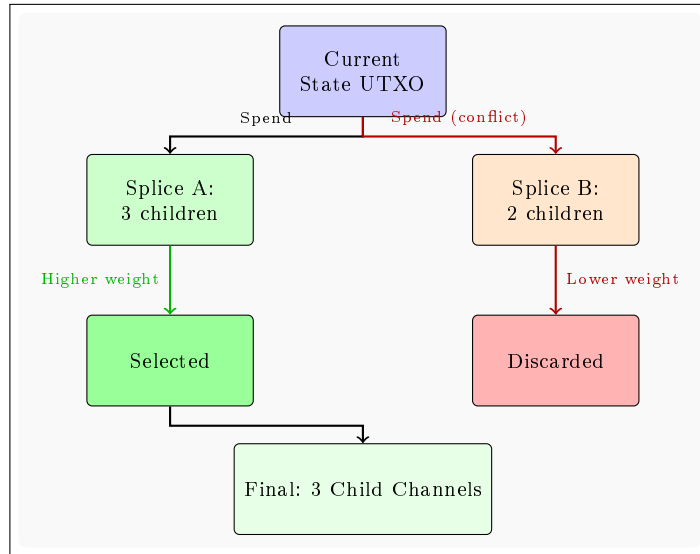 Current
State UTXO
Spend
Spend (conflict)
Splice A:
3 children
Splice B:
2 children
Higher weight
Lower weight
Selected
Discarded
Final: 3 Child Channels